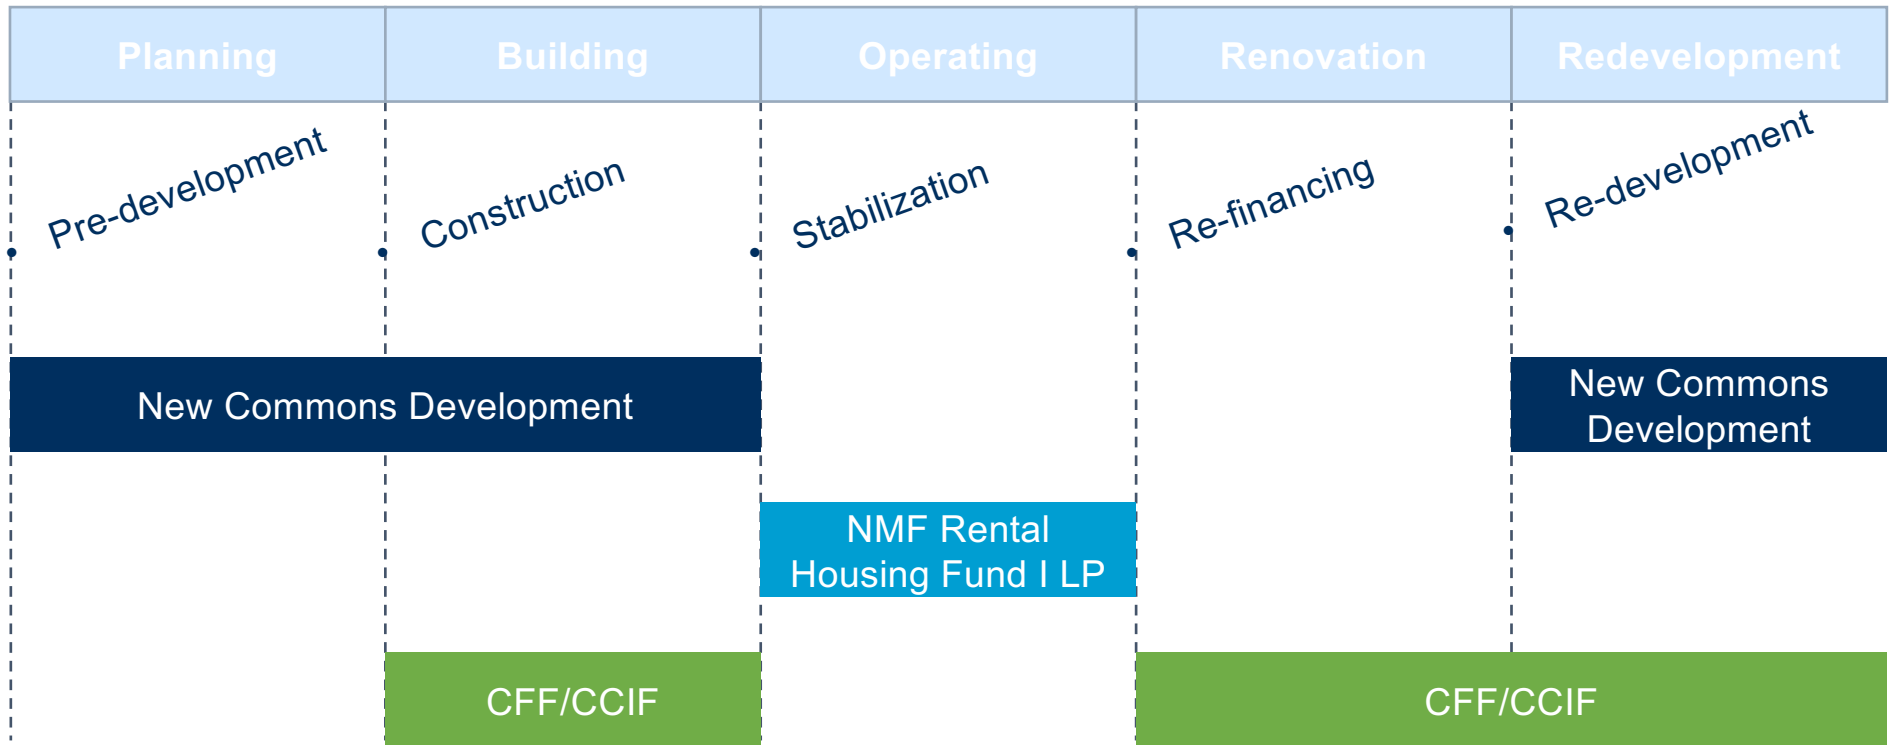 Planning
Building
Operating
Renovation
Redevelopment
• Pre-development
• Construction
• Stabilization
• Re-financing
• Re-development
New Commons Development
New Commons
Development
NMF Rental
Housing Fund I LP
CFF/CCIF
CFF/CCIF